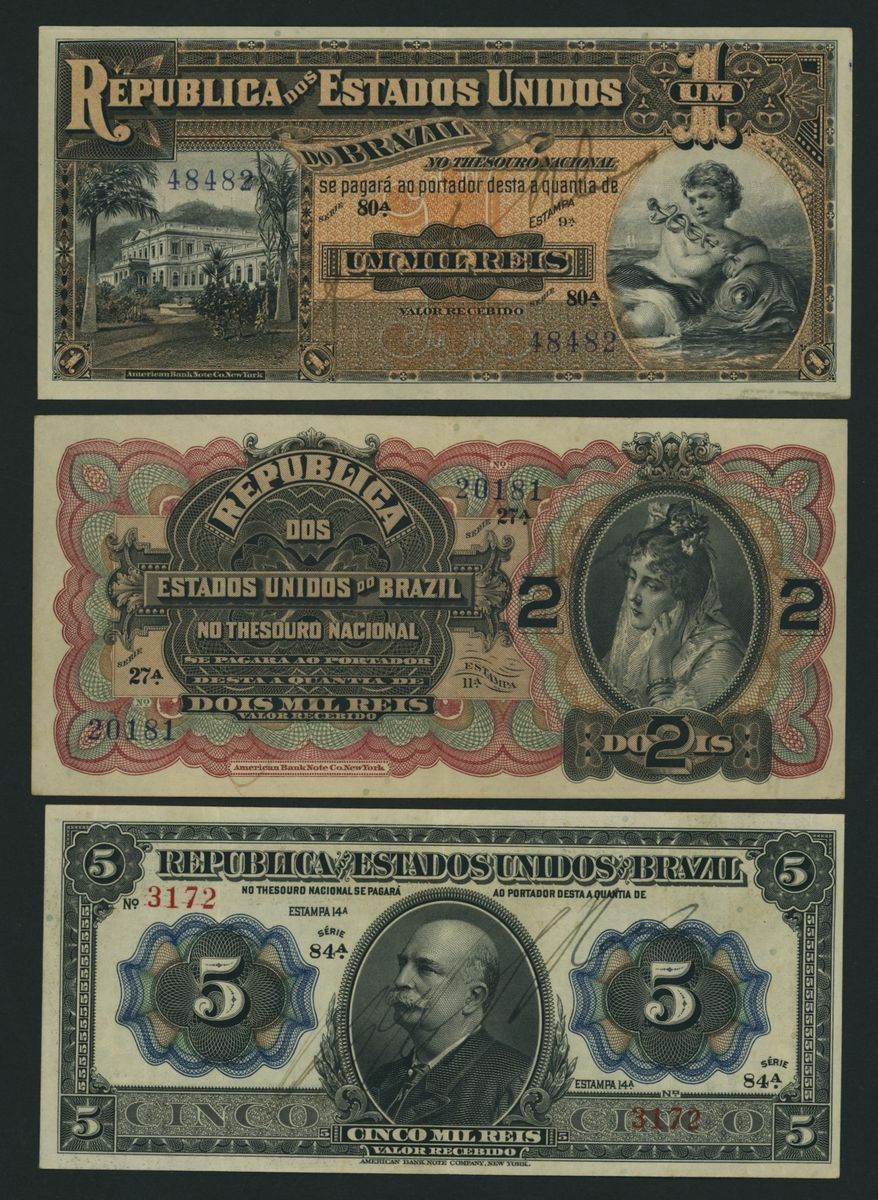 REPUBLICA DOS ESTADOS UNIDOS
1
UM
DO BRAZIL
NO THESOURO NACIONAL
48482
se pagará ao portador desta a quantia de
SERIE 80A
ESTAMPA 9A
UM MIL REIS
SERIE 80A
VALOR RECEBIDO
48482
1 1 1
American Bank Note Co. New York
REPUBLICA
Nº 20181
DOS
SERIE 27A
ESTADOS UNIDOS DO BRAZIL
2 2
NO THESOURO NACIONAL
SE PAGARA AO PORTADOR
SERIE 27A
ESTAMPA 11A
DESTA A QUANTIA DE:
Nº 20181
DOIS MIL REIS
VALOR RECEBIDO
DO2IS
American Bank Note Co. New York
5 5
REPUBLICA DOS ESTADOS UNIDOS DO BRAZIL
NO THESOURO NACIONAL SE PAGARÁ AO PORTADOR DESTA A QUANTIA DE
Nº 3172
ESTAMPA 14A
SÉRIE 84A
5 5
SÉRIE 84A
ESTAMPA 14A
Nº 3172
5 CINCO CINCO 5
5 CINCO MIL REIS 5
VALOR RECEBIDO
AMERICAN BANK NOTE COMPANY, NEW YORK.